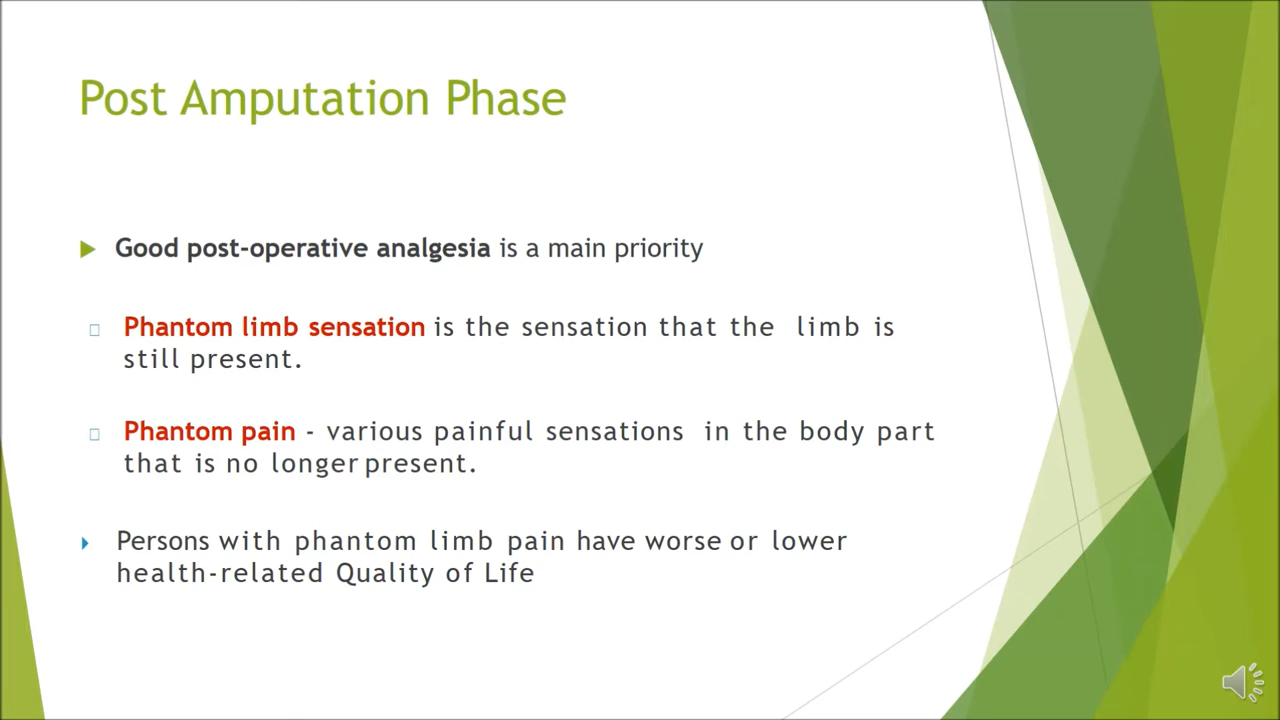 Post Amputation Phase
Good post-operative analgesia is a main priority
Phantom limb sensation is the sensation that the limb is
still present.
Phantom pain - various painful sensations in the body part
that is no longer present.
Persons with phantom limb pain have worse or lower
health-related Quality of Life